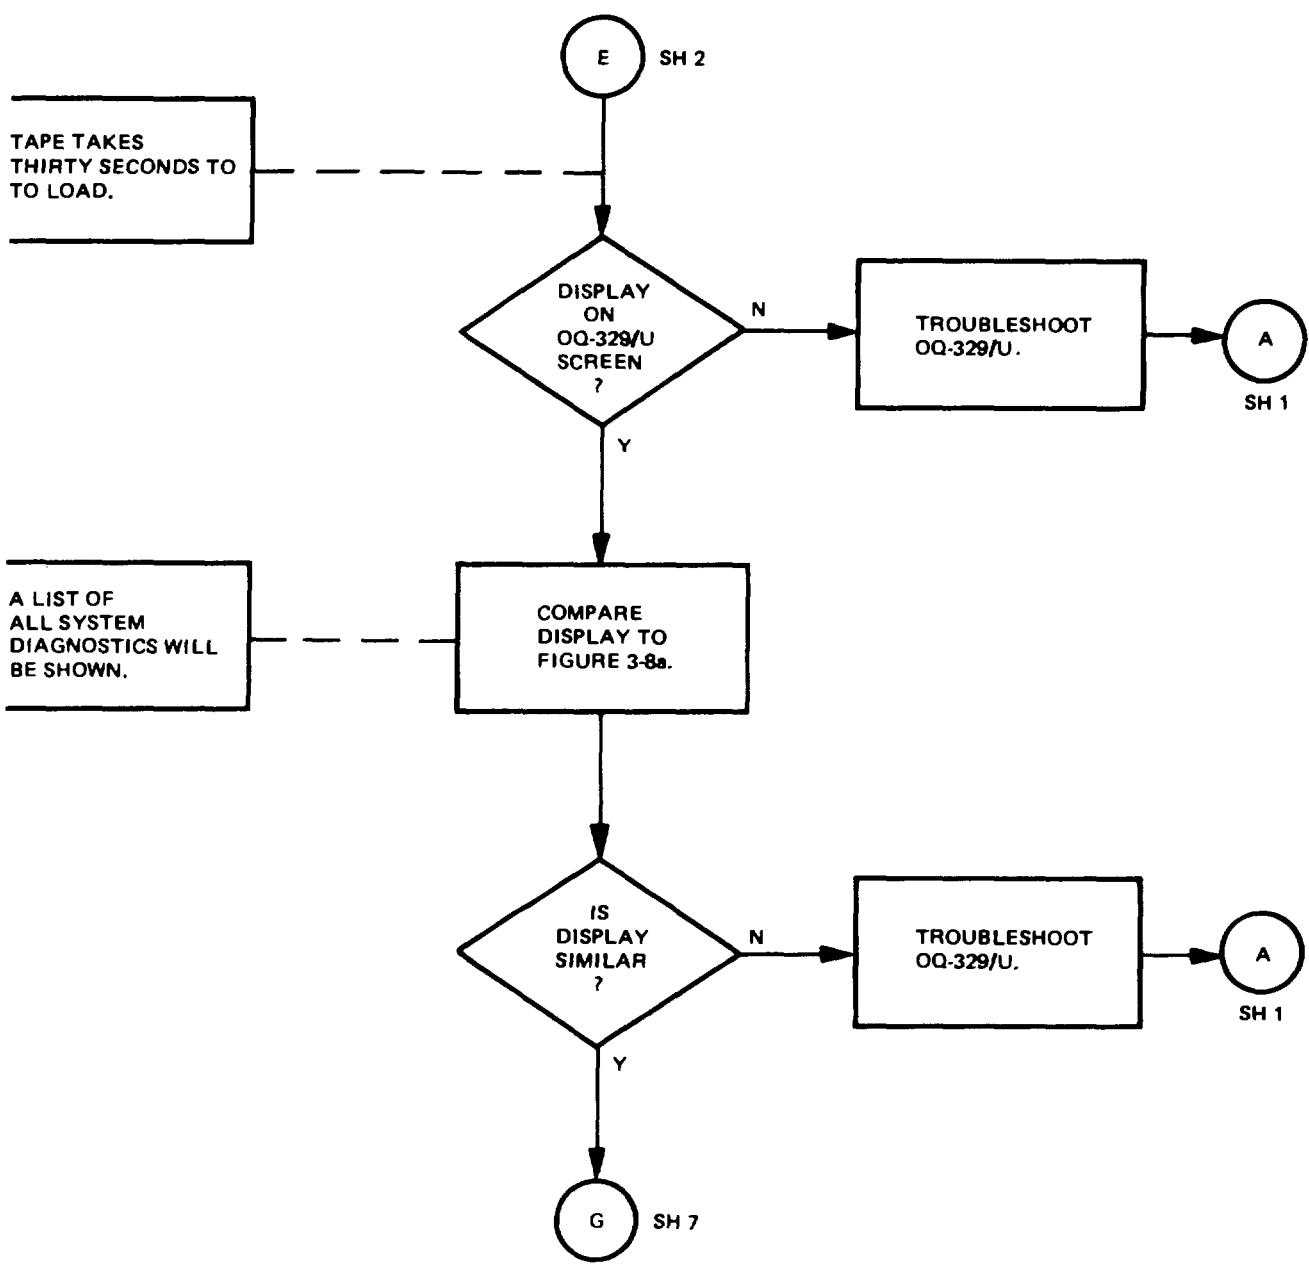 E
SH 2
TAPE TAKES
THIRTY SECONDS TO
TO LOAD.
DISPLAY
ON
OQ-329/U
SCREEN
?
N
TROUBLESHOOT
OQ-329/U.
A
SH 1
Y
A LIST OF
ALL SYSTEM
DIAGNOSTICS WILL
BE SHOWN.
COMPARE
DISPLAY TO
FIGURE 3-8a.
IS
DISPLAY
SIMILAR
?
N
TROUBLESHOOT
OQ-329/U.
A
SH 1
Y
G
SH 7